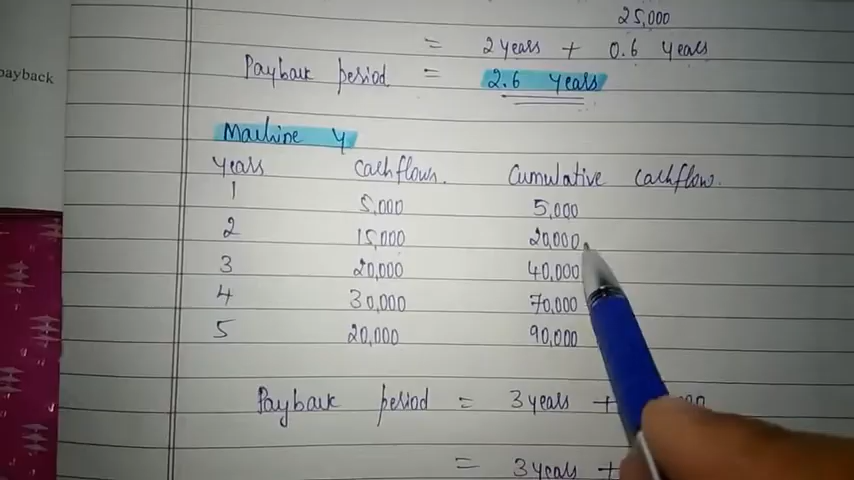 25,000
= 2 years + 0.6 years
payback
Payback period = 2.6 years
Machine Y
Years Cashflows. Cumulative cashflow.
1 5,000 5,000
2 15,000 20,000
3 20,000 40,000
4 30,000 70,000
5 20,000 90,000
Payback period = 3 years +
= 3 years +